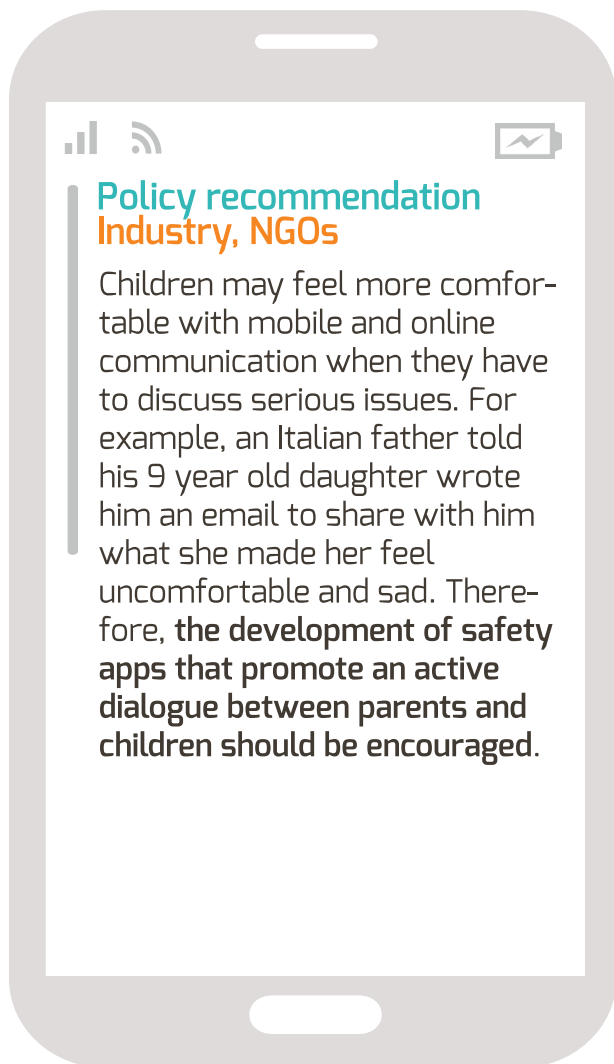 Policy recommendation
Industry, NGOs
Children may feel more comfor-
table with mobile and online
communication when they have
to discuss serious issues. For
example, an Italian father told
his 9 year old daughter wrote
him an email to share with him
what she made her feel
uncomfortable and sad. There-
fore, the development of safety
apps that promote an active
dialogue between parents and
children should be encouraged.